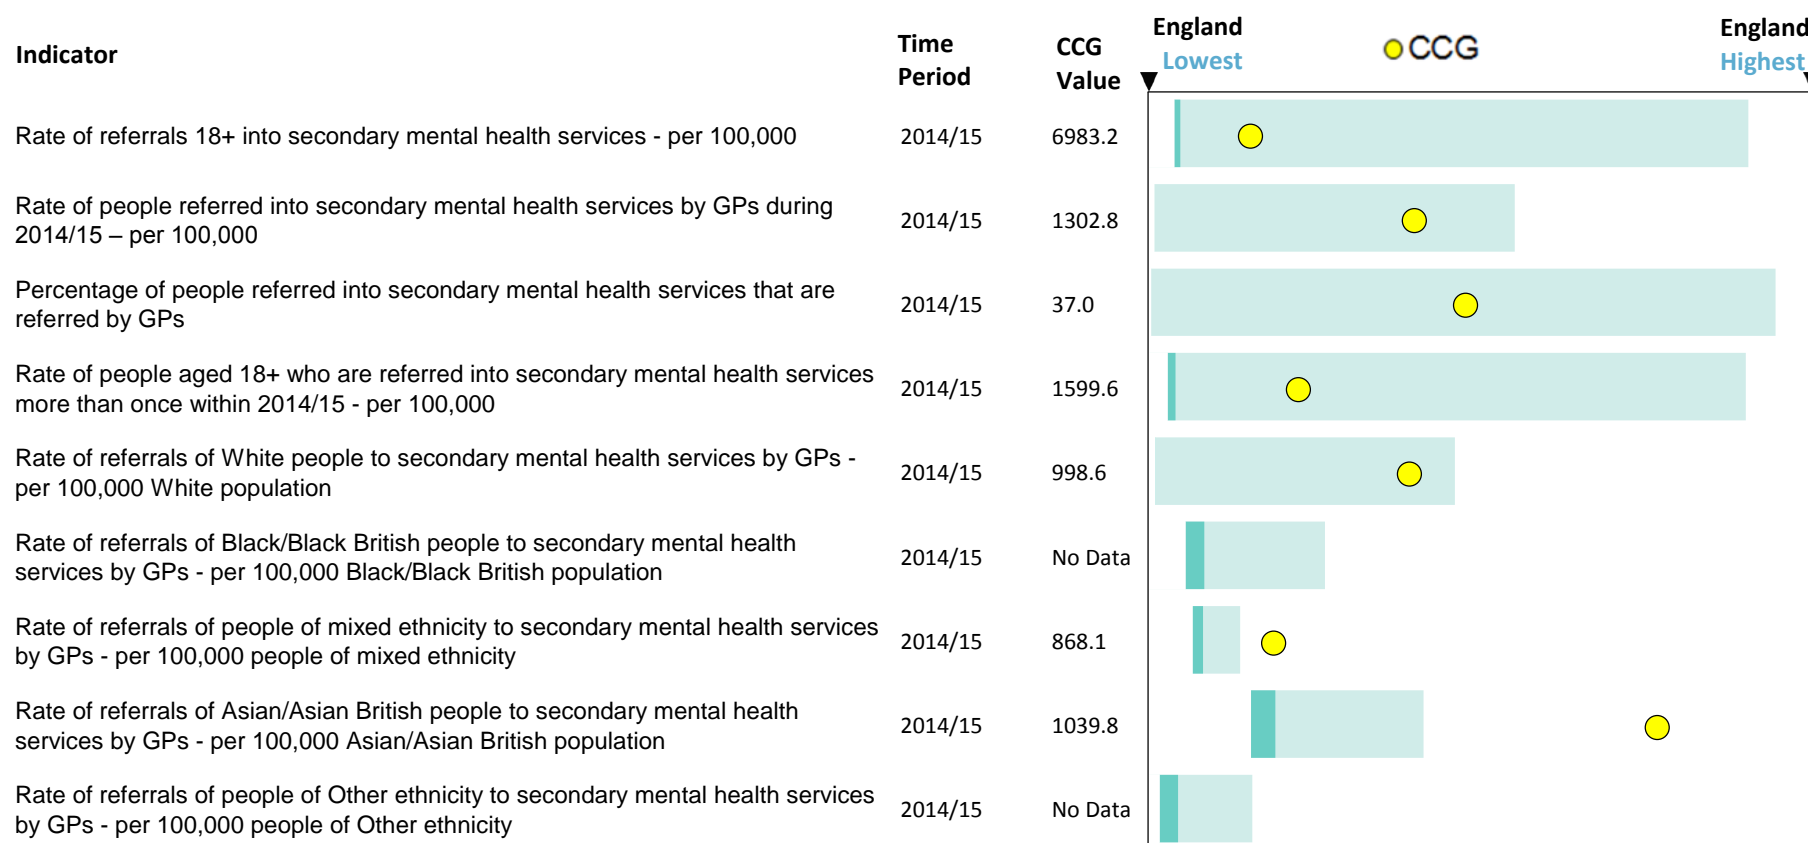 Indicator
Time
Period
CCG
Value
England
Lowest
CCG
England
Highest
Rate of referrals 18+ into secondary mental health services - per 100,000
2014/15
6983.2
Rate of people referred into secondary mental health services by GPs during
2014/15 – per 100,000
2014/15
1302.8
Percentage of people referred into secondary mental health services that are
referred by GPs
2014/15
37.0
Rate of people aged 18+ who are referred into secondary mental health services
more than once within 2014/15 - per 100,000
2014/15
1599.6
Rate of referrals of White people to secondary mental health services by GPs -
per 100,000 White population
2014/15
998.6
Rate of referrals of Black/Black British people to secondary mental health
services by GPs - per 100,000 Black/Black British population
2014/15
No Data
Rate of referrals of people of mixed ethnicity to secondary mental health services
by GPs - per 100,000 people of mixed ethnicity
2014/15
868.1
Rate of referrals of Asian/Asian British people to secondary mental health
services by GPs - per 100,000 Asian/Asian British population
2014/15
1039.8
Rate of referrals of people of Other ethnicity to secondary mental health services
by GPs - per 100,000 people of Other ethnicity
2014/15
No Data